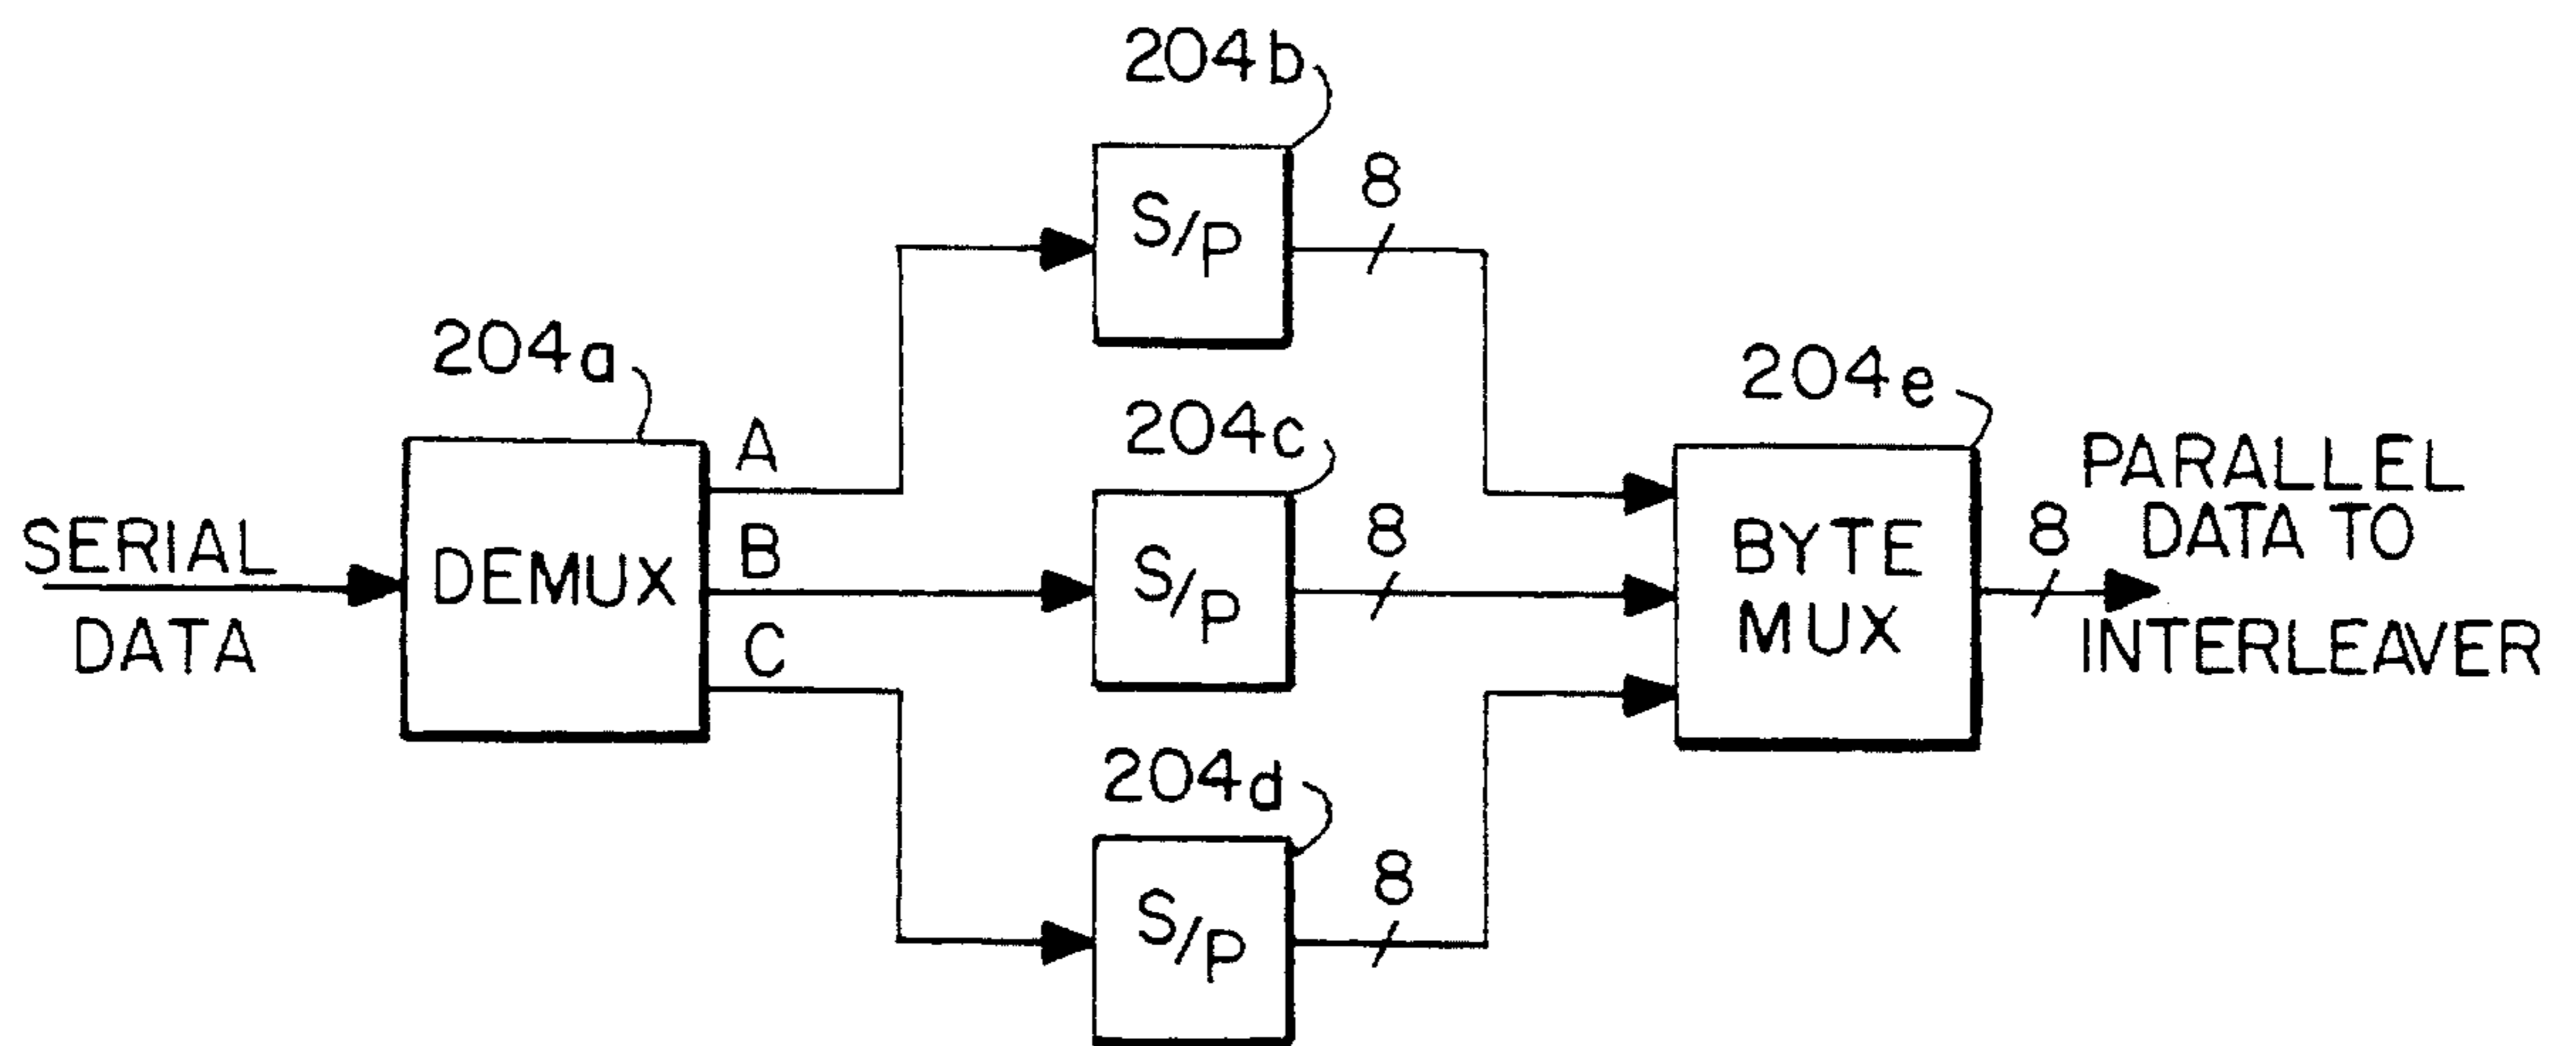 204b
8
S/P
204a
A
204c
204e
PARALLEL
SERIAL
DATA
DEMUX
B
8
S/P
BYTE
MUX
8
DATA TO
INTERLEAVER
C
204d
8
S/P